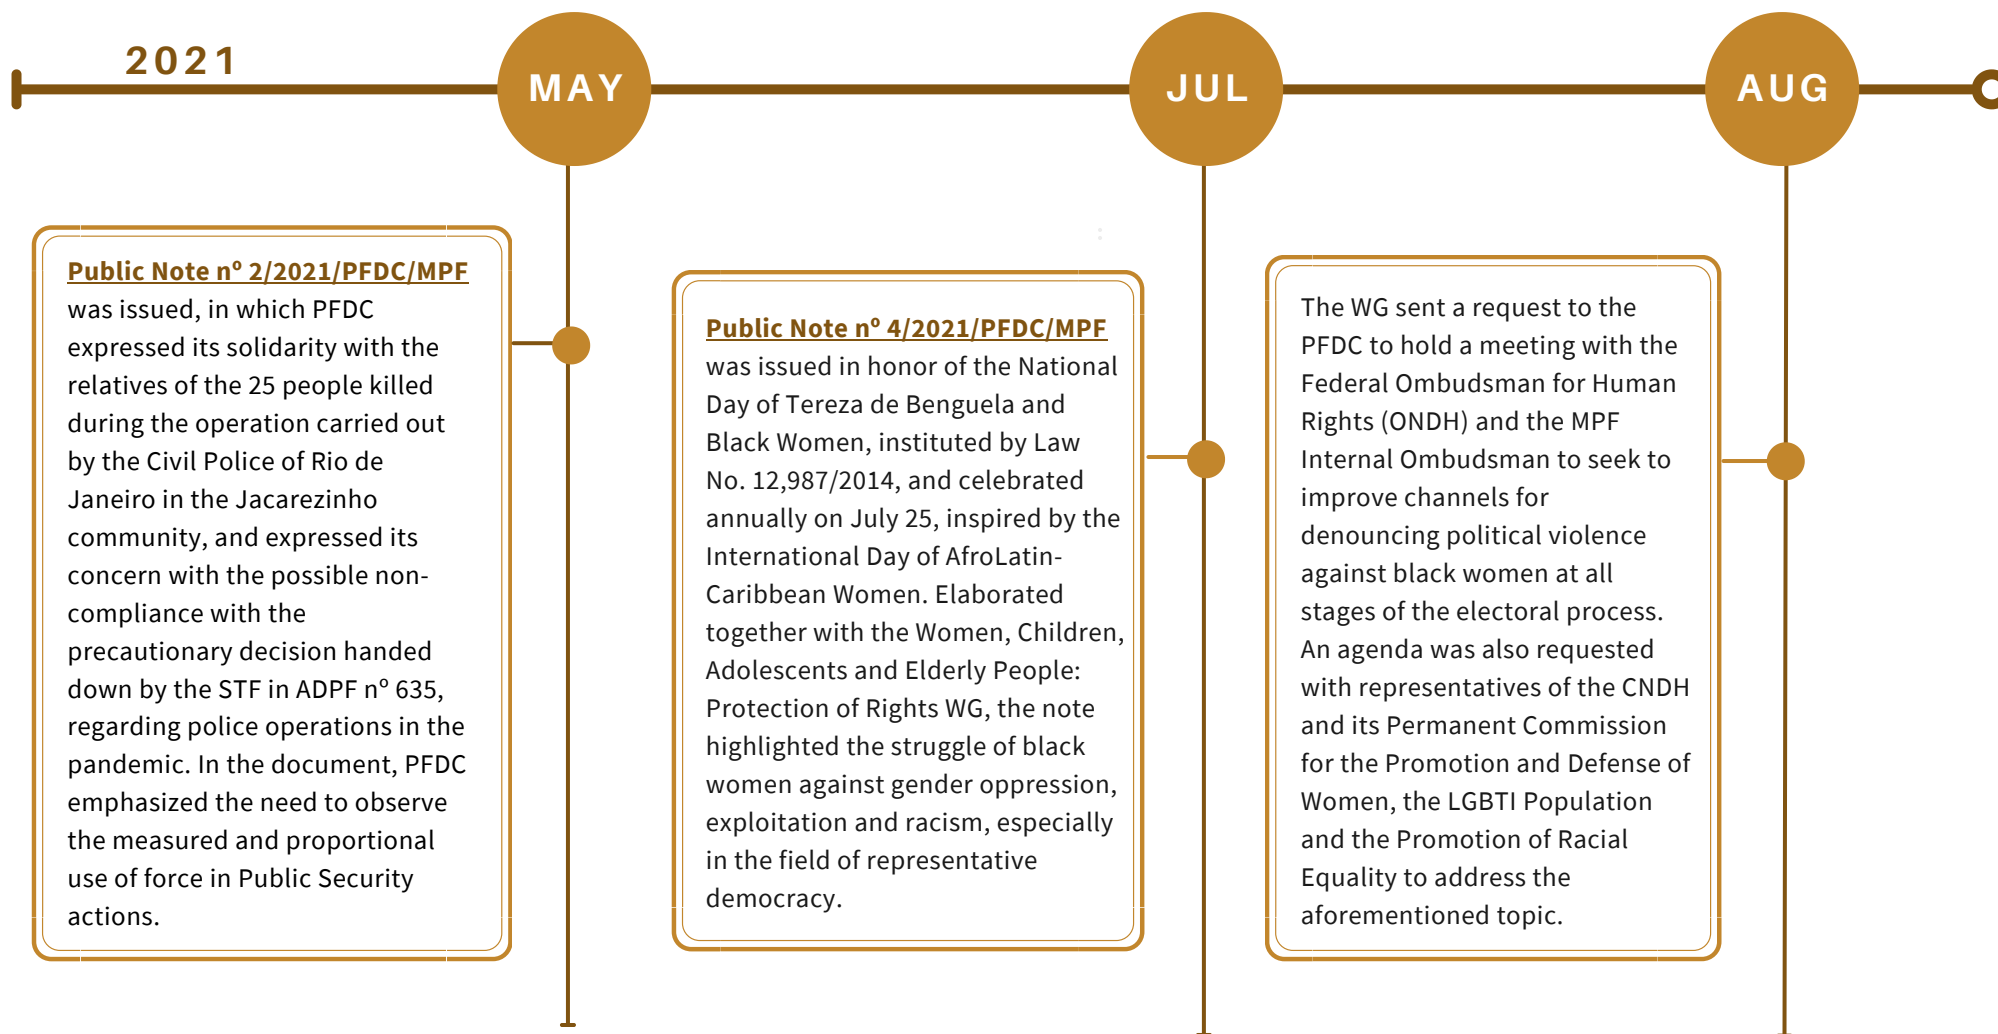 2021
MAY
JUL
AUG
Public Note nº 2/2021/PFDC/MPF
was issued, in which PFDC
expressed its solidarity with the
relatives of the 25 people killed
during the operation carried out
by the Civil Police of Rio de
Janeiro in the Jacarezinho
community, and expressed its
concern with the possible non-
compliance with the
precautionary decision handed
down by the STF in ADPF nº 635,
regarding police operations in the
pandemic. In the document, PFDC
emphasized the need to observe
the measured and proportional
use of force in Public Security
actions.
:
Public Note nº 4/2021/PFDC/MPF
was issued in honor of the National
Day of Tereza de Benguela and
Black Women, instituted by Law
No. 12,987/2014, and celebrated
annually on July 25, inspired by the
International Day of AfroLatin-
Caribbean Women. Elaborated
together with the Women, Children,
Adolescents and Elderly People:
Protection of Rights WG, the note
highlighted the struggle of black
women against gender oppression,
exploitation and racism, especially
in the field of representative
democracy.
The WG sent a request to the
PFDC to hold a meeting with the
Federal Ombudsman for Human
Rights (ONDH) and the MPF
Internal Ombudsman to seek to
improve channels for
denouncing political violence
against black women at all
stages of the electoral process.
An agenda was also requested
with representatives of the CNDH
and its Permanent Commission
for the Promotion and Defense of
Women, the LGBTI Population
and the Promotion of Racial
Equality to address the
aforementioned topic.